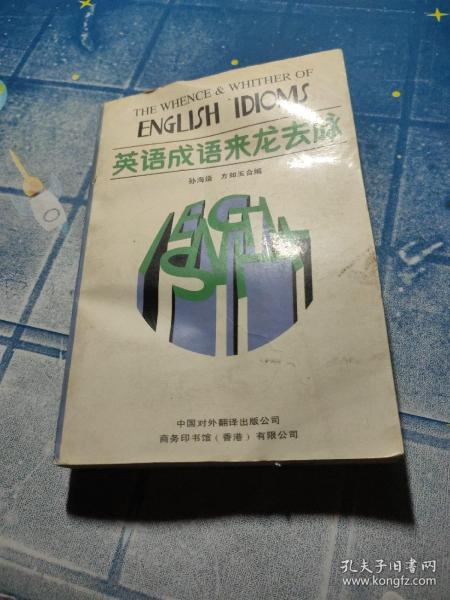 THE WHENCE & WHITHER OF
ENGLISH IDIOMS
英语成语来龙去脉
孙海运 方如玉合编
ENGLISH
中国对外翻译出版公司
商务印书馆（香港）有限公司
孔夫子旧书网
www.kongfz.com